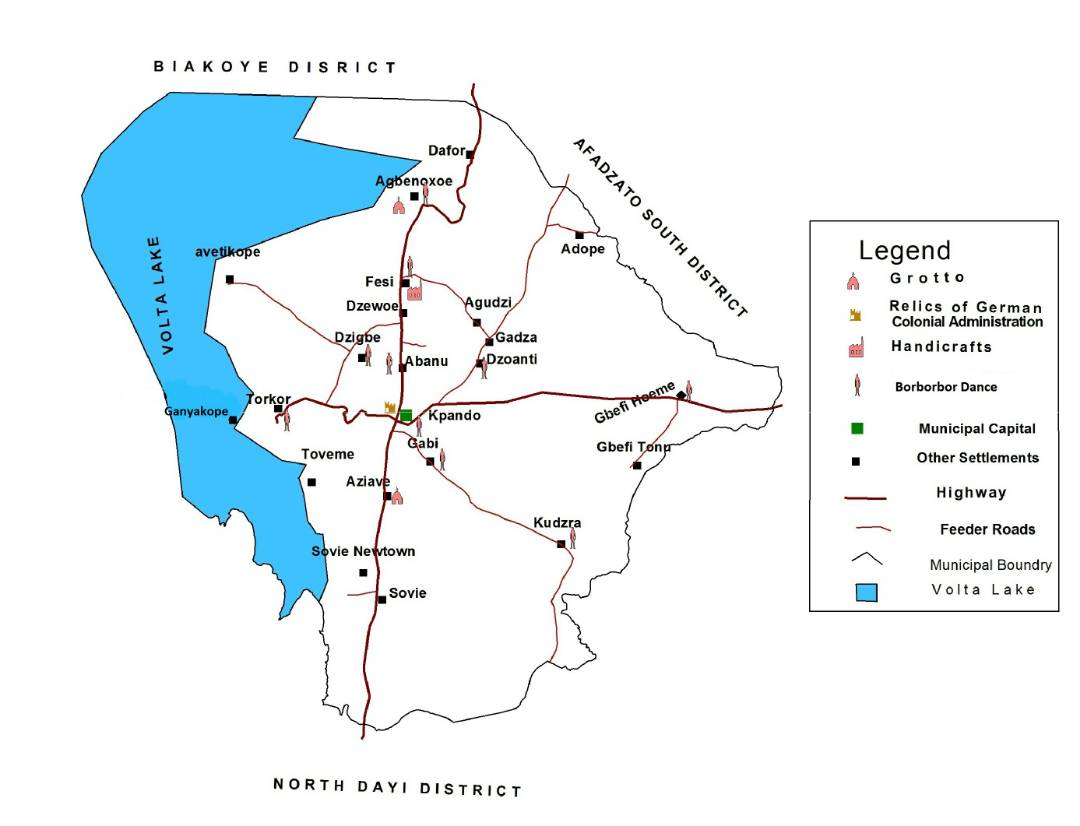 BIAKOYE DISRICT
AFADZATO SOUTH DISTRICT
Dafor
Agbenoxoe
avetikope
Adope
VOLTA LAKE
Fesi
Dzewoe
Agudzi
Dzigbe
Gadza
Abanu
Dzoanti
Torkor
Ganyakope
Kpando
Gbefi Hoeme
Gabi
Gbefi Tonu
Toveme
Aziave
Kudzra
Sovie Newtown
Sovie
NORTH DAYI DISTRICT
Legend
Grotto
Relics of German
Colonial Administration
Handicrafts
Borborbor Dance
Municipal Capital
Other Settlements
Highway
Feeder Roads
Municipal Boundry
Volta Lake